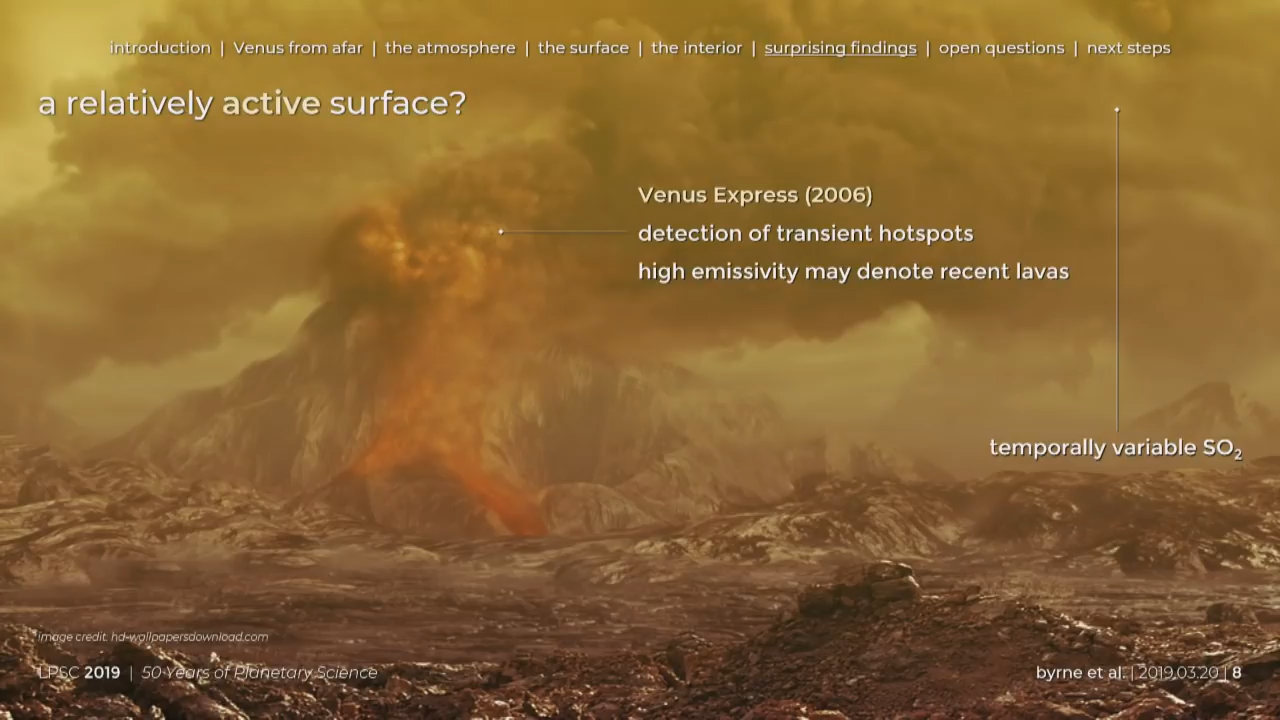 introduction | Venus from afar | the atmosphere | the surface | the interior | surprising findings | open questions | next steps
a relatively active surface?
Venus Express (2006)
detection of transient hotspots
high emissivity may denote recent lavas
temporally variable SO₂
image credit: hd-wallpapersdownload.com
LPSC 2019 | 50 Years of Planetary Science
byrne et al. | 2019.03.20 | 8